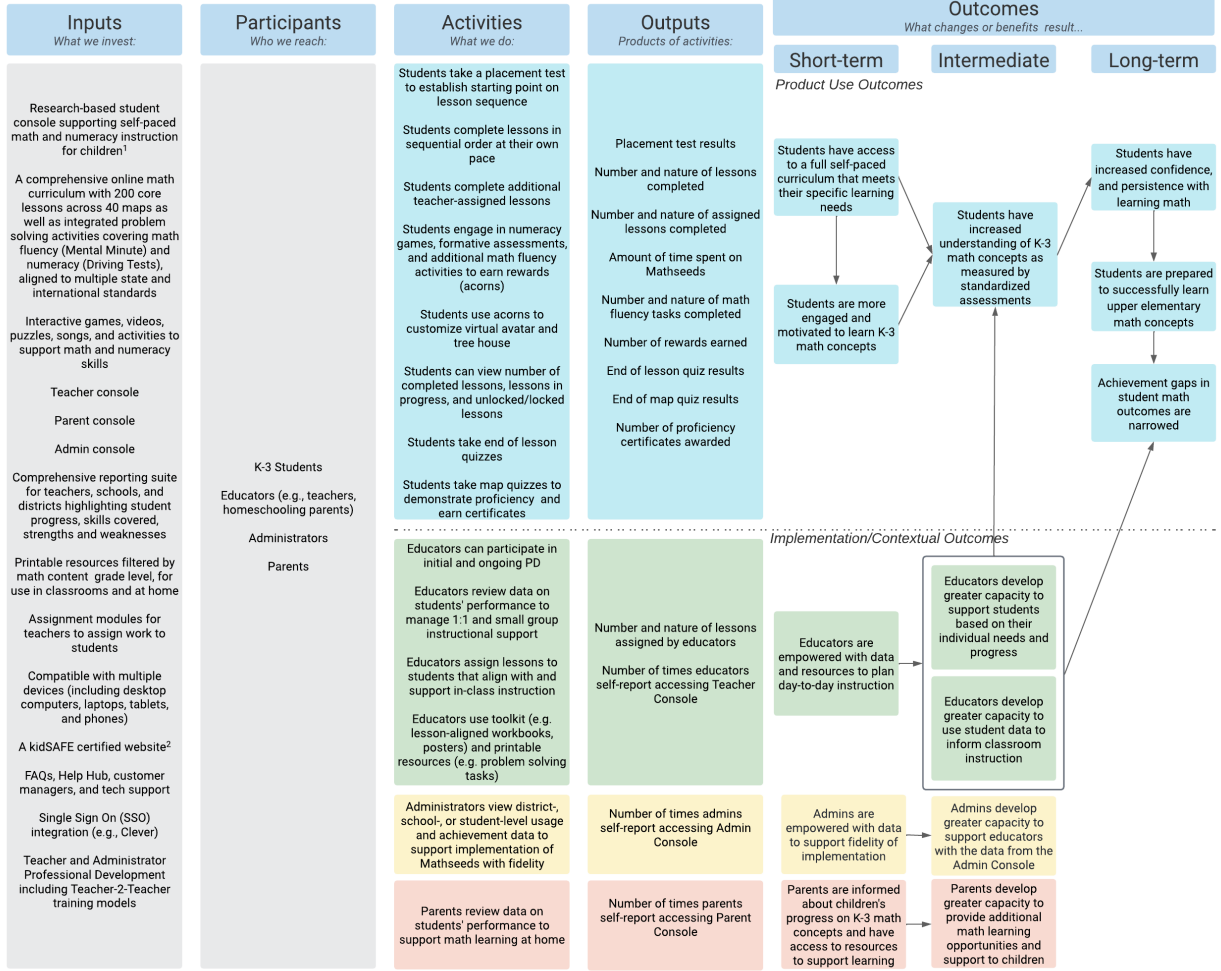 Inputs
What we invest:
Research-based student
console supporting self-paced
math and numeracy instruction
for children¹
A comprehensive online math
curriculum with 200 core
lessons across 40 maps as
well as integrated problem
solving activities covering math
fluency (Mental Minute) and
numeracy (Driving Tests),
aligned to multiple state and
international standards
Interactive games, videos,
puzzles, songs, and activities to
support math and numeracy
skills
Teacher console
Parent console
Admin console
Comprehensive reporting suite
for teachers, schools, and
districts highlighting student
progress, skills covered,
strengths and weaknesses
Printable resources filtered by
math content grade level, for
use in classrooms and at home
Assignment modules for
teachers to assign work to
students
Compatible with multiple
devices (including desktop
computers, laptops, tablets,
and phones)
A kidSAFE certified website²
FAQs, Help Hub, customer
managers, and tech support
Single Sign On (SSO)
integration (e.g., Clever)
Teacher and Administrator
Professional Development
including Teacher-2-Teacher
training models
Participants
Who we reach:
K-3 Students
Educators (e.g., teachers,
homeschooling parents)
Administrators
Parents
Activities
What we do:
Students take a placement test
to establish starting point on
lesson sequence
Students complete lessons in
sequential order at their own
pace
Students complete additional
teacher-assigned lessons
Students engage in numeracy
games, formative assessments,
and additional math fluency
activities to earn rewards
(acorns)
Students use acorns to
customize virtual avatar and
tree house
Students can view number of
completed lessons, lessons in
progress, and unlocked/locked
lessons
Students take end of lesson
quizzes
Students take map quizzes to
demonstrate proficiency and
earn certificates
Educators can participate in
initial and ongoing PD
Educators review data on
students' performance to
manage 1:1 and small group
instructional support
Educators assign lessons to
students that align with and
support in-class instruction
Educators use toolkit (e.g.
lesson-aligned workbooks,
posters) and printable
resources (e.g. problem solving
tasks)
Administrators view district-,
school-, or student-level usage
and achievement data to
support implementation of
Mathseeds with fidelity
Parents review data on
students' performance to
support math learning at home
Outputs
Products of activities:
Placement test results
Number and nature of lessons
completed
Number and nature of assigned
lessons completed
Amount of time spent on
Mathseeds
Number and nature of math
fluency tasks completed
Number of rewards earned
End of lesson quiz results
End of map quiz results
Number of proficiency
certificates awarded
Number and nature of lessons
assigned by educators
Number of times educators
self-report accessing Teacher
Console
Number of times admins
self-report accessing Admin
Console
Number of times parents
self-report accessing Parent
Console
Outcomes
What changes or benefits result...
Short-term
Intermediate
Long-term
Product Use Outcomes
Students have access
to a full self-paced
curriculum that meets
their specific learning
needs
Students are more
engaged and
motivated to learn K-3
math concepts
Students have
increased
understanding of K-3
math concepts as
measured by
standardized
assessments
Students have
increased confidence,
and persistence with
learning math
Students are prepared
to successfully learn
upper elementary
math concepts
Achievement gaps in
student math
outcomes are
narrowed
Implementation/Contextual Outcomes
Educators are
empowered with data
and resources to plan
day-to-day instruction
Educators develop
greater capacity to
support students
based on their
individual needs and
progress
Educators develop
greater capacity to
use student data to
inform classroom
instruction
Admins are
empowered with data
to support fidelity of
implementation
Admins develop
greater capacity to
support educators
with the data from the
Admin Console
Parents are informed
about children's
progress on K-3 math
concepts and have
access to resources
to support learning
Parents develop
greater capacity to
provide additional
math learning
opportunities and
support to children